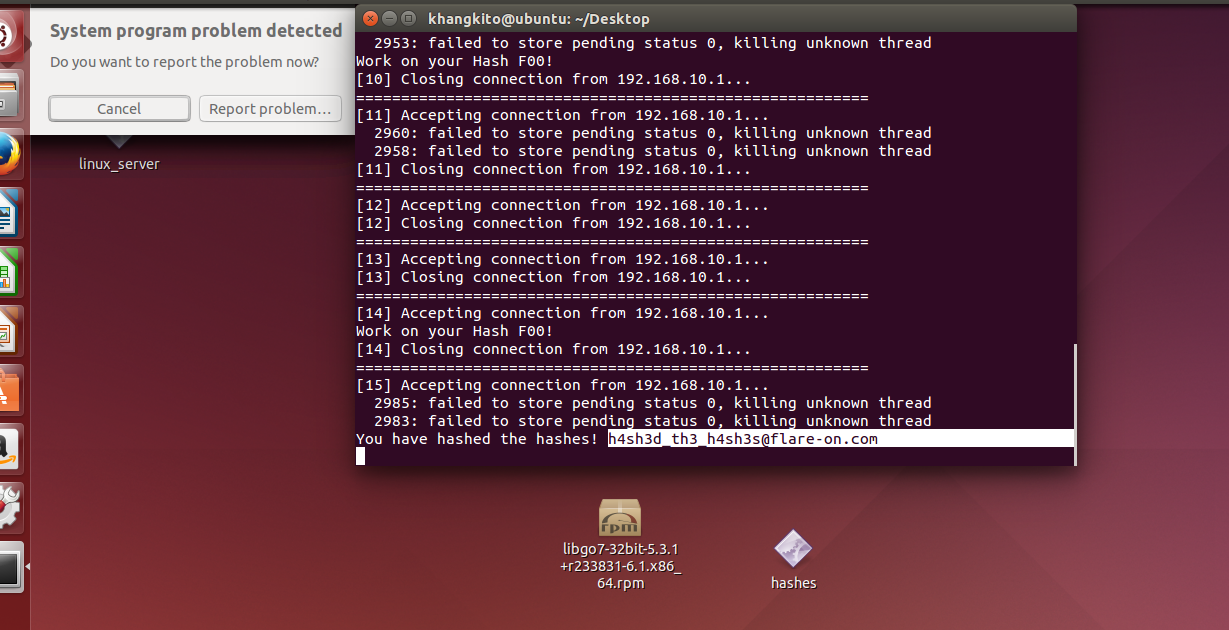 System program problem detected
Do you want to report the problem now?
Cancel
Report problem…
linux_server
khangkito@ubuntu: ~/Desktop
2953: failed to store pending status 0, killing unknown thread
Work on your Hash F00!
[10] Closing connection from 192.168.10.1...
=========================================================
[11] Accepting connection from 192.168.10.1...
2960: failed to store pending status 0, killing unknown thread
2958: failed to store pending status 0, killing unknown thread
[11] Closing connection from 192.168.10.1...
=========================================================
[12] Accepting connection from 192.168.10.1...
[12] Closing connection from 192.168.10.1...
=========================================================
[13] Accepting connection from 192.168.10.1...
[13] Closing connection from 192.168.10.1...
=========================================================
[14] Accepting connection from 192.168.10.1...
Work on your Hash F00!
[14] Closing connection from 192.168.10.1...
=========================================================
[15] Accepting connection from 192.168.10.1...
2985: failed to store pending status 0, killing unknown thread
2983: failed to store pending status 0, killing unknown thread
You have hashed the hashes! h4sh3d_th3_h4sh3s@flare-on.com
rpm
libgo7-32bit-5.3.1
+r233831-6.1.x86_
64.rpm
hashes